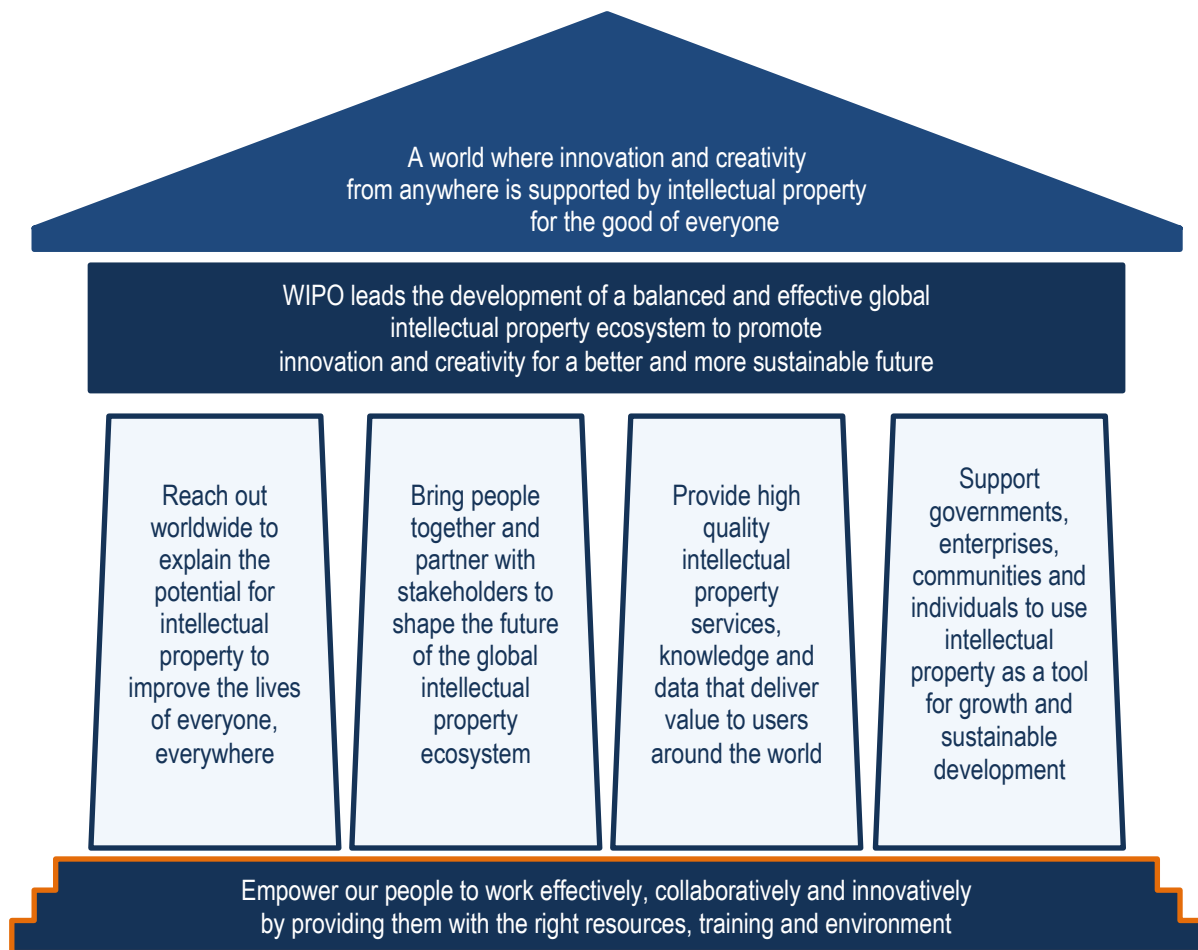 A world where innovation and creativity
from anywhere is supported by intellectual property
for the good of everyone
WIPO leads the development of a balanced and effective global
intellectual property ecosystem to promote
innovation and creativity for a better and more sustainable future
Reach out
worldwide to
explain the
potential for
intellectual
property to
improve the lives
of everyone,
everywhere
Bring people
together and
partner with
stakeholders to
shape the future
of the global
intellectual
property
ecosystem
Provide high
quality
intellectual
property
services,
knowledge and
data that deliver
value to users
around the world
Support
governments,
enterprises,
communities and
individuals to use
intellectual
property as a tool
for growth and
sustainable
development
Empower our people to work effectively, collaboratively and innovatively
by providing them with the right resources, training and environment